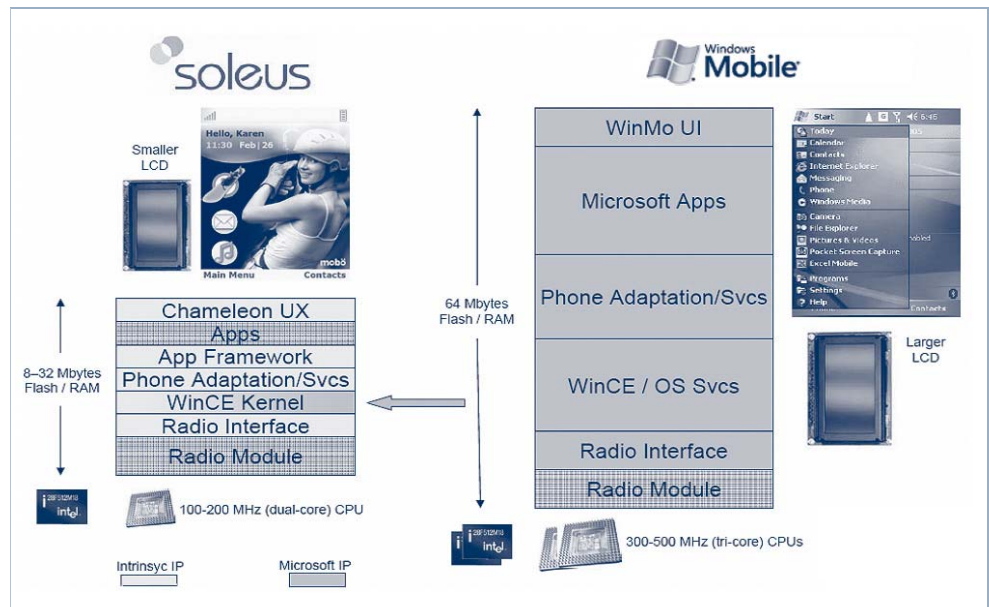 soleus
Windows
Mobile
Smaller
LCD
Hello, Karen
11:30 Feb|26
mobö
Main Menu Contacts
8–32 Mbytes
Flash / RAM
Chameleon UX
Apps
App Framework
Phone Adaptation/Svcs
WinCE Kernel
Radio Interface
Radio Module
intel
100-200 MHz (dual-core) CPU
Intrinsyc IP
Microsoft IP
64 Mbytes
Flash / RAM
WinMo UI
Microsoft Apps
Phone Adaptation/Svcs
WinCE / OS Svcs
Radio Interface
Radio Module
intel
300-500 MHz (tri-core) CPUs
Start 6:45
Today
Calendar
Contacts
Internet Explorer
Messaging
Phone
Windows Media
Camera
File Explorer
Pictures & Videos
Pocket Screen Capture
Excel Mobile
Programs
Settings
Help
Contacts
Larger
LCD